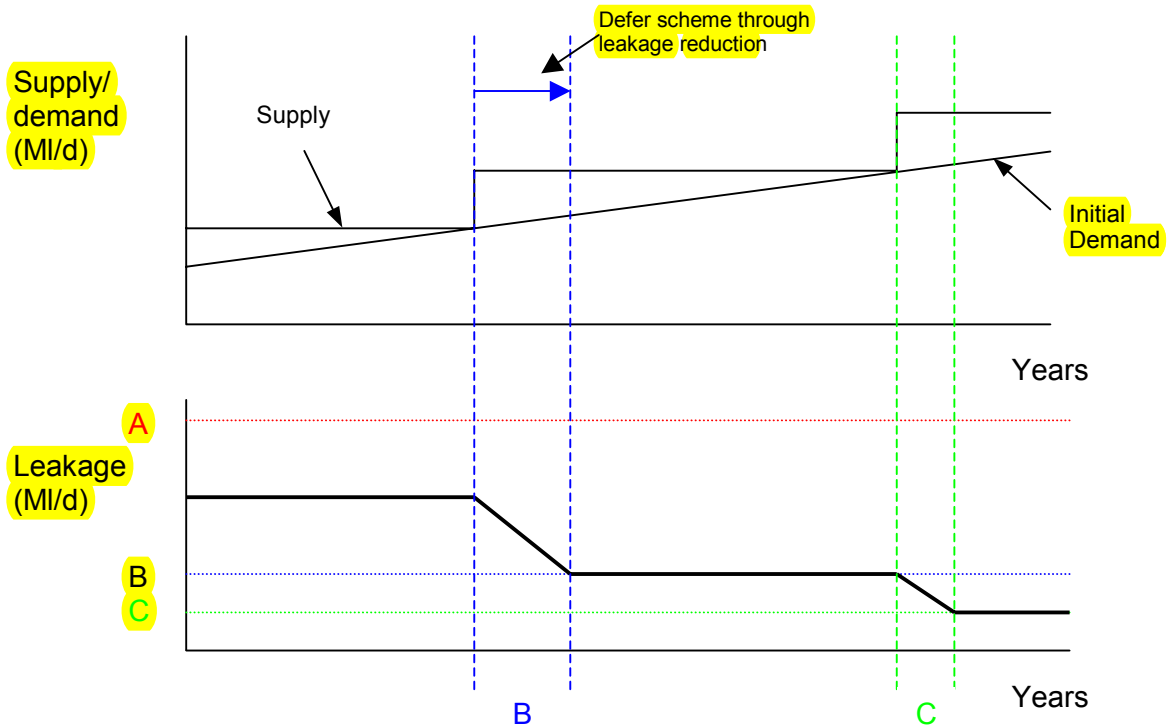 Defer scheme through
leakage reduction
Supply/
demand
(Ml/d)
Supply
Initial
Demand
Years
A
Leakage
(Ml/d)
B
C
Years
B
C